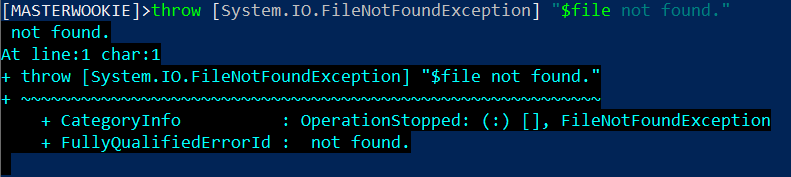 [MASTERWOOKIE]>throw [System.IO.FileNotFoundException] "$file not found."
 not found.
At line:1 char:1
+ throw [System.IO.FileNotFoundException] "$file not found."
+ ~~~~~~~~~~~~~~~~~~~~~~~~~~~~~~~~~~~~~~~~~~~~~~~~~~~~~~~~~~
    + CategoryInfo          : OperationStopped: (:) [], FileNotFoundException
    + FullyQualifiedErrorId :  not found.